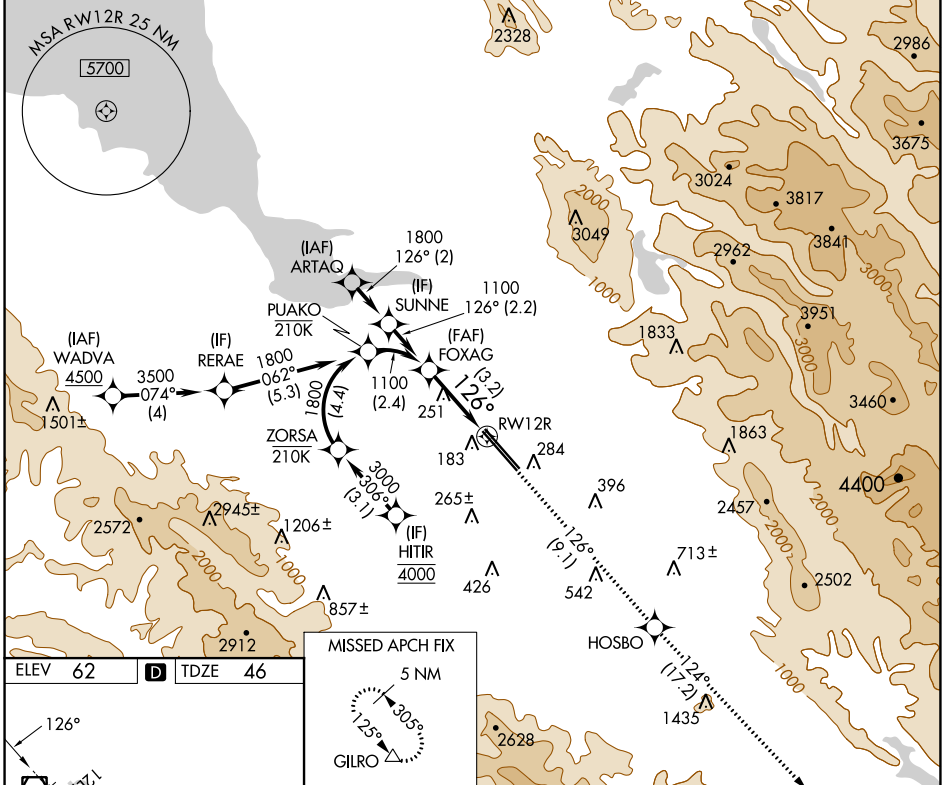 MSA RW12R 25 NM
5700
2328
2986
3675
3024
3817
2000
3049
3841
2962
1000
3000
3951
3000
1833
3460
1863
4400
2457
2000
2502
1000
(IAF)
ARTAQ
1800
126° (2)
(IF)
SUNNE
1100
126° (2.2)
PUAKO
210K
(FAF)
FOXAG
(IAF)
WADVA
4500
3500
074°
(4)
(IF)
RERAE
1800
062°
(5.3)
1100
(2.4)
(3.2)
126°
1800
(4.4)
251
RW12R
183
284
ZORSA
210K
3000
306°
(3.1)
(IF)
HITIR
4000
1501±
2572
2945±
1206±
2000
1000
857±
2912
265±
426
396
542
713±
126°
(9.1)
HOSBO
124°
(17.2)
1435
2628
ELEV 62
D
TDZE 46
126°
MISSED APCH FIX
5 NM
305°
125°
GILRO